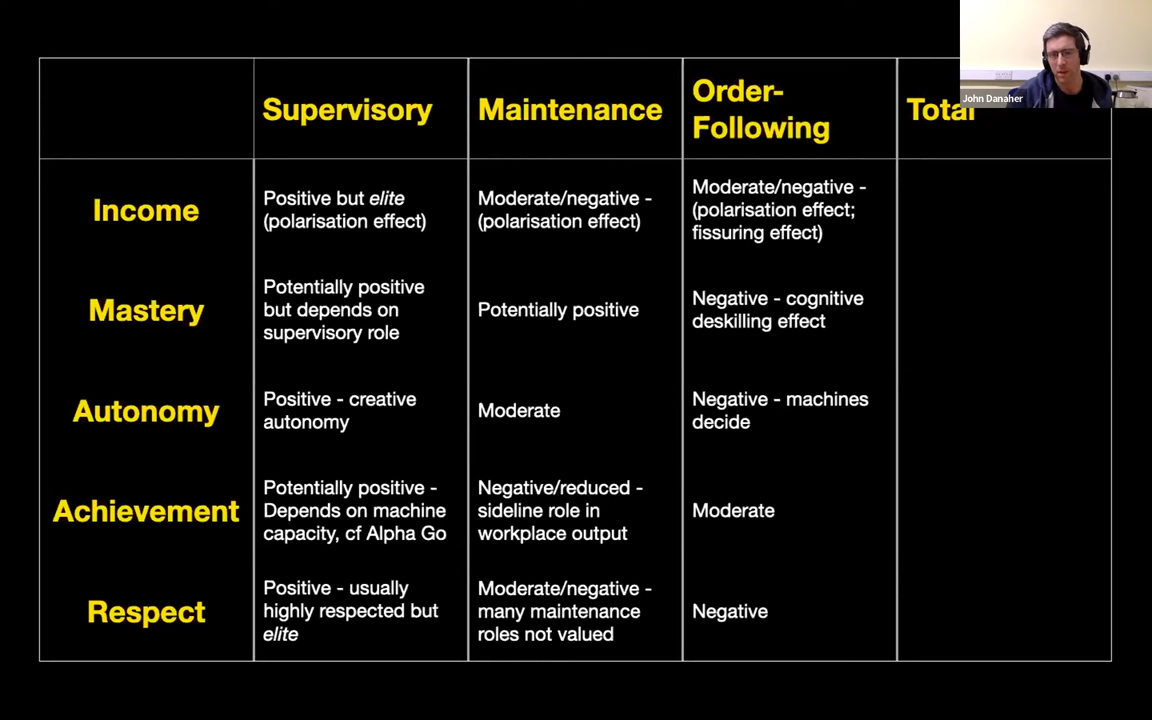 John Danaher
Supervisory
Maintenance
Order-
Following
Total
Income
Positive but elite
(polarisation effect)
Moderate/negative -
(polarisation effect)
Moderate/negative -
(polarisation effect;
fissuring effect)
Mastery
Potentially positive
but depends on
supervisory role
Potentially positive
Negative - cognitive
deskilling effect
Autonomy
Positive - creative
autonomy
Moderate
Negative - machines
decide
Achievement
Potentially positive -
Depends on machine
capacity, cf Alpha Go
Negative/reduced -
sideline role in
workplace output
Moderate
Respect
Positive - usually
highly respected but
elite
Moderate/negative -
many maintenance
roles not valued
Negative